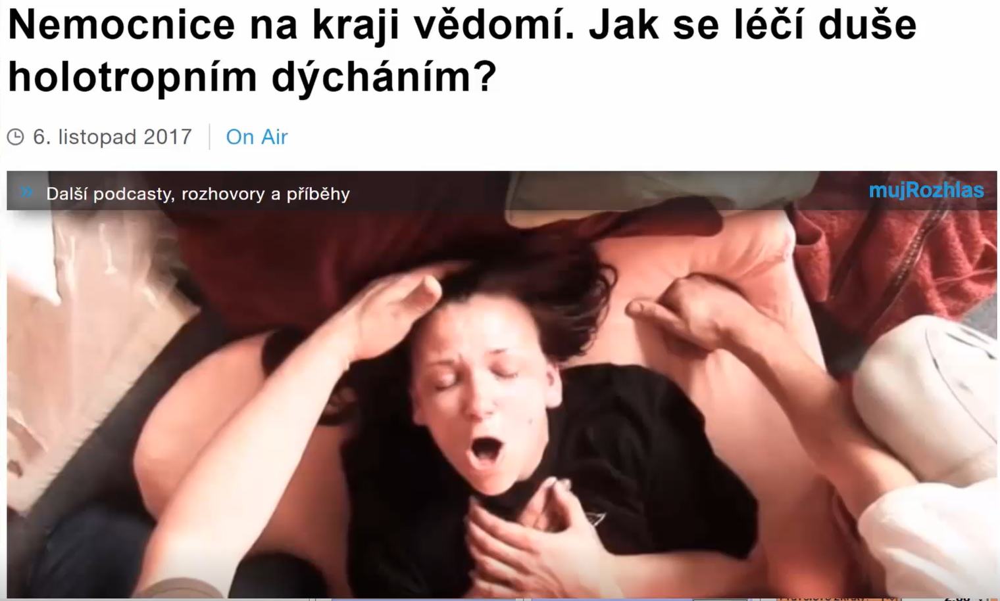 Nemocnice na kraji vědomí. Jak se léčí duše
holotropním dýcháním?
6. listopad 2017 On Air
Další podcasty, rozhovory a příběhy
mujRozhlas